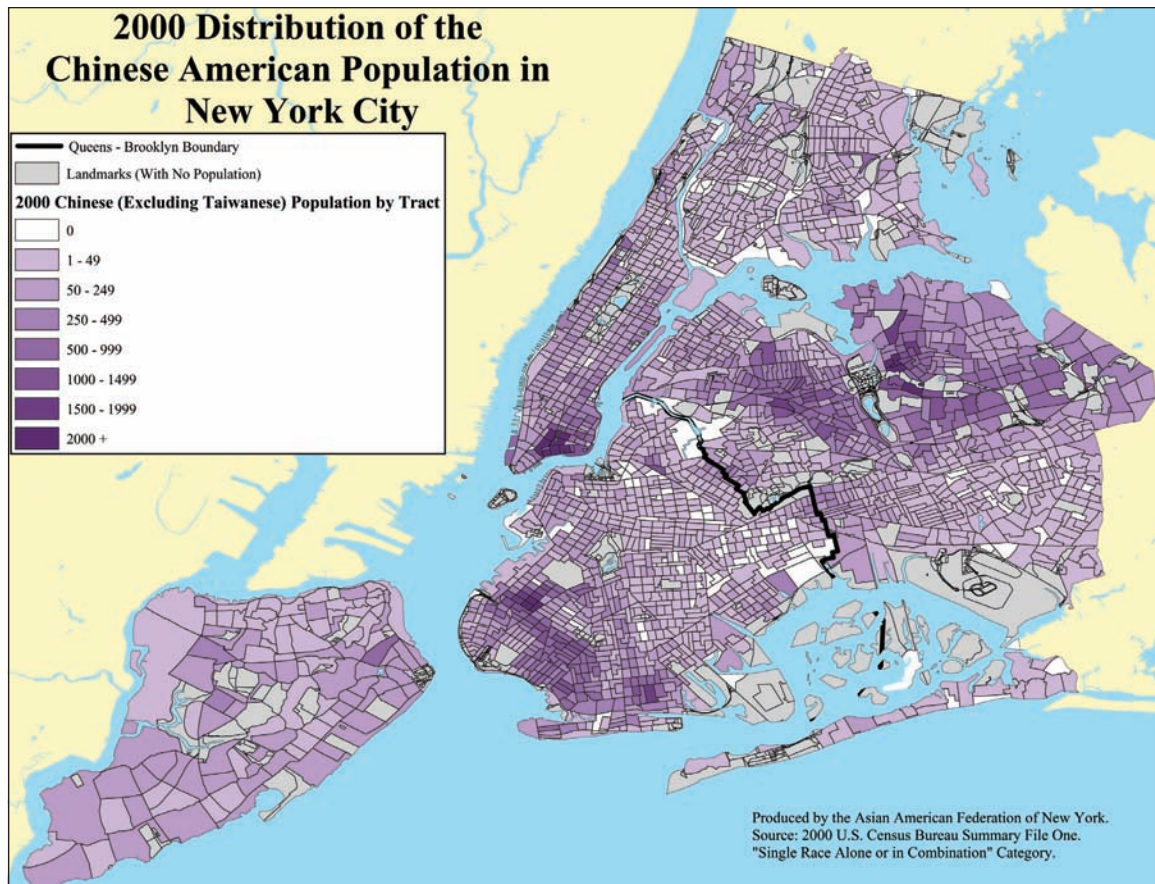 2000 Distribution of the
Chinese American Population in
New York City
Queens - Brooklyn Boundary
Landmarks (With No Population)
2000 Chinese (Excluding Taiwanese) Population by Tract
0
1 - 49
50 - 249
250 - 499
500 - 999
1000 - 1499
1500 - 1999
2000 +
Produced by the Asian American Federation of New York.
Source: 2000 U.S. Census Bureau Summary File One.
"Single Race Alone or in Combination" Category.